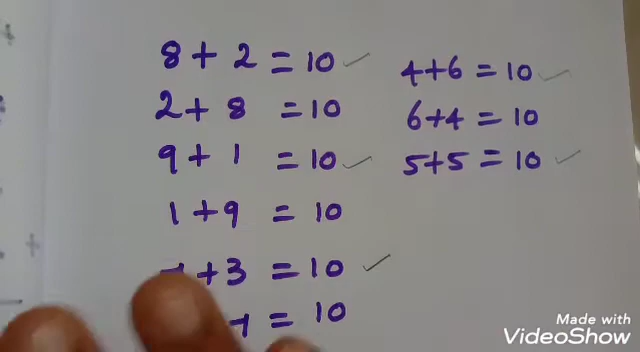 8 + 2 = 10
2 + 8 = 10
9 + 1 = 10
1 + 9 = 10
+ 3 = 10
= 10
4+6 = 10
6+4 = 10
5+5 = 10
Made with
VideoShow